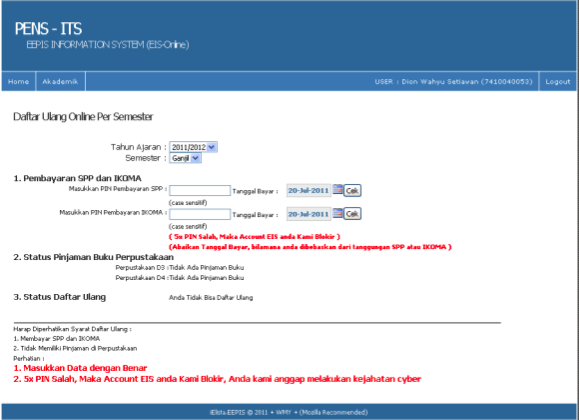 PENS - ITS
EEPIS INFORMATION SYSTEM (EIS-Online)
Home Akademik USER : Dion Wahyu Setiawan (7410040053) Logout
Daftar Ulang Online Per Semester
Tahun Ajaran : 2011/2012
Semester : Ganjil
1. Pembayaran SPP dan IKOMA
Masukkan PIN Pembayaran SPP : Tanggal Bayar : 20-Jul-2011 Cek
(case sensitif)
Masukkan PIN Pembayaran IKOMA : Tanggal Bayar : 20-Jul-2011 Cek
(case sensitif)
( 5x PIN Salah, Maka Account EIS anda Kami Blokir )
(Abaikan Tanggal Bayar, bilamana anda dibebaskan dari tanggungan SPP atau IKOMA )
2. Status Pinjaman Buku Perpustakaan
Perpustakaan D3 :Tidak Ada Pinjaman Buku
Perpustakaan D4 :Tidak Ada Pinjaman Buku
3. Status Daftar Ulang Anda Tidak Bisa Daftar Ulang
Harap Diperhatikan Syarat Daftar Ulang :
1. Membayar SPP dan IKOMA
2. Tidak Memiliki Pinjaman di Perpustakaan
Perhatian :
1. Masukkan Data dengan Benar
2. 5x PIN Salah, Maka Account EIS anda Kami Blokir, Anda kami anggap melakukan kejahatan cyber
EEPIS © 2011 • WMY • (Mozilla Recommended)